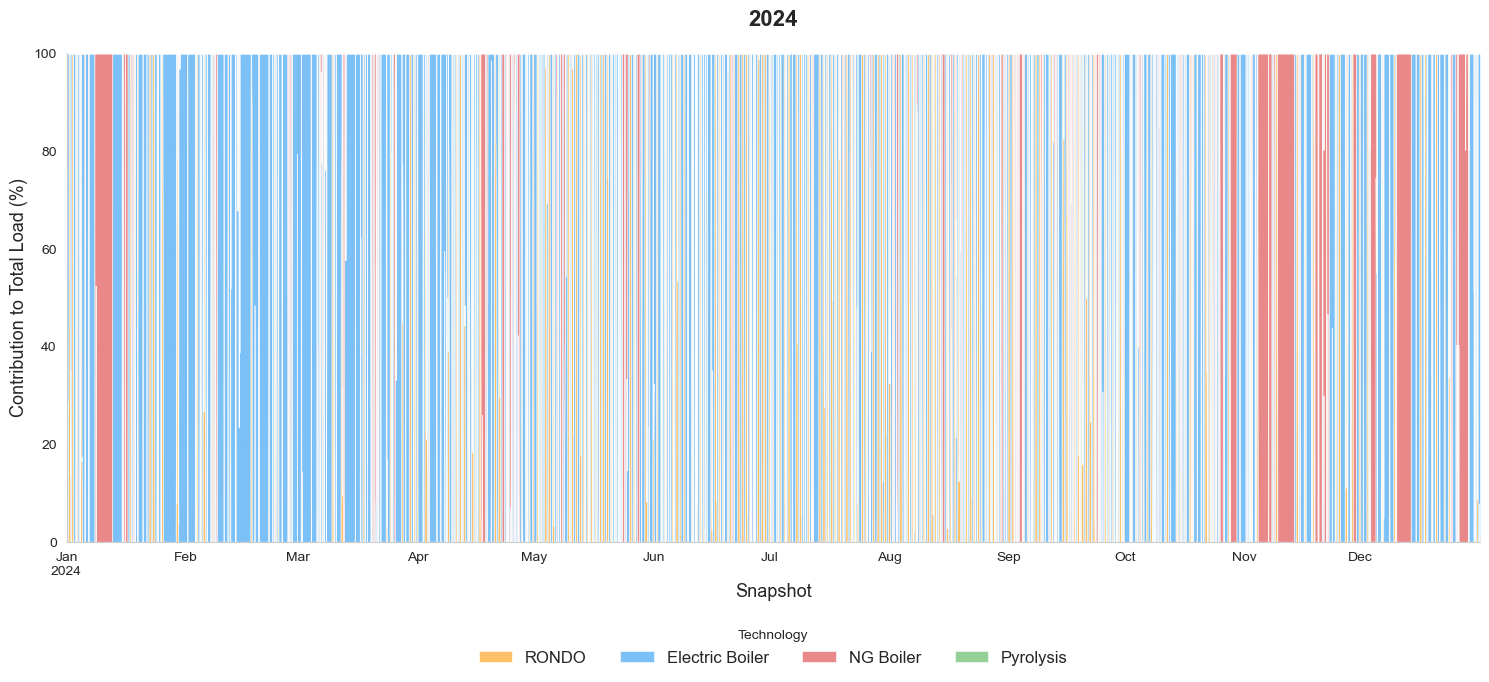 2024
Contribution to Total Load (%)
100
80
60
40
20
0
Jan Feb Mar Apr May Jun Jul Aug Sep Oct Nov Dec
2024
Snapshot
Technology
RONDO Electric Boiler NG Boiler Pyrolysis